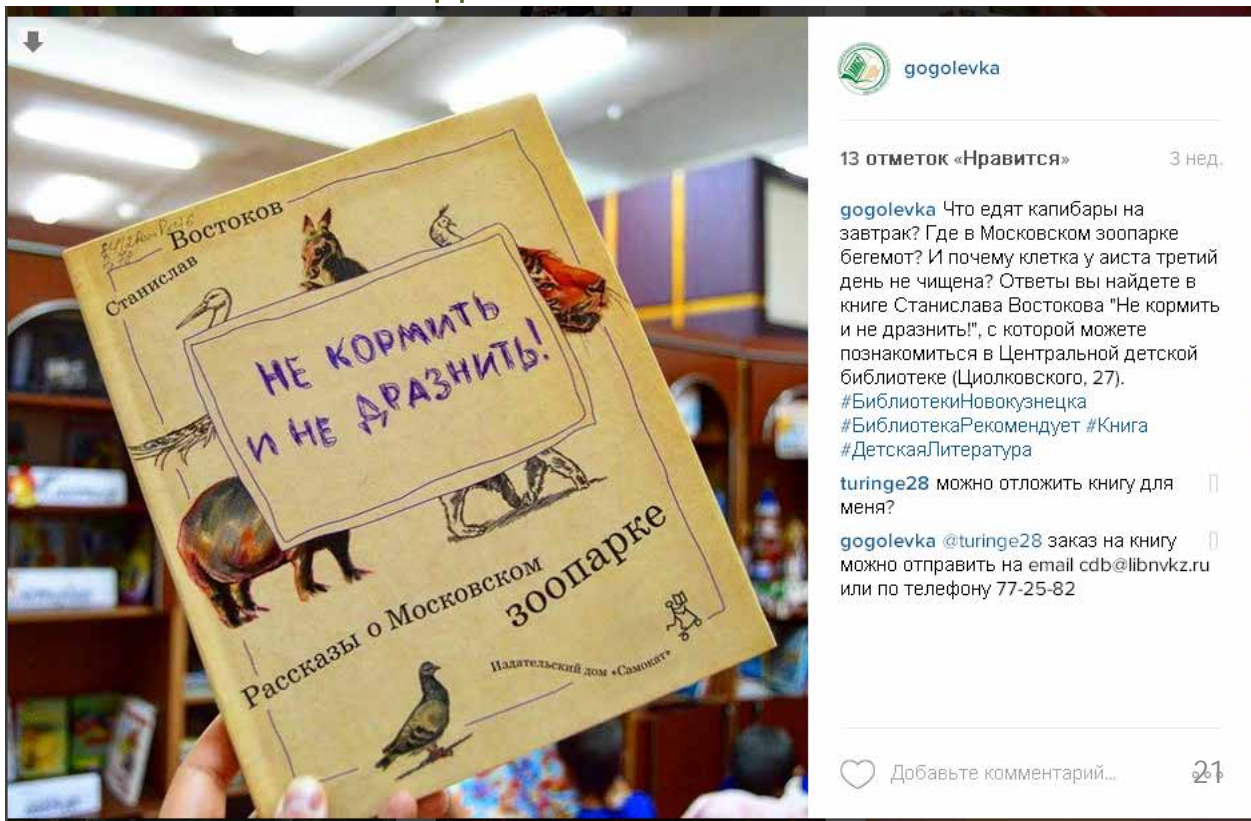 Станислав
Востоков
НЕ КОРМИТЬ
И НЕ ДРАЗНИТЬ!
Рассказы о Московском
зоопарке
Издательский дом «Самокат»
gogolevka
13 отметок «Нравится» 3 нед.
gogolevka Что едят капибары на
завтрак? Где в Московском зоопарке
бегемот? И почему клетка у аиста третий
день не чищена? Ответы вы найдете в
книге Станислава Востокова "Не кормить
и не дразнить!", с которой можете
познакомиться в Центральной детской
библиотеке (Циолковского, 27).
#БиблиотекиНовокузнецка
#БиблиотекаРекомендует #Книга
#ДетскаяЛитература
turinge28 можно отложить книгу для
меня?
gogolevka @turinge28 заказ на книгу
можно отправить на email cdb@libnvkz.ru
или по телефону 77-25-82
Добавьте комментарий...
21